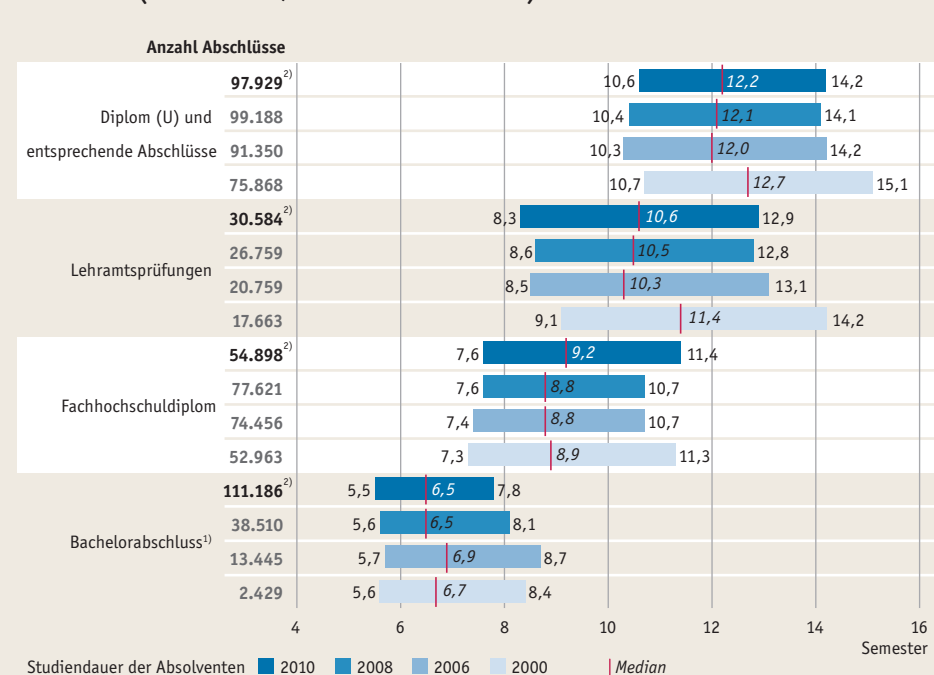 Anzahl Abschlüsse
97.929²⁾ 10,6 12,2 14,2
Diplom (U) und 99.188 10,4 12,1 14,1
entsprechende Abschlüsse 91.350 10,3 12,0 14,2
75.868 10,7 12,7 15,1
30.584²⁾ 8,3 10,6 12,9
26.759 8,6 10,5 12,8
Lehramtsprüfungen
20.759 8,5 10,3 13,1
17.663 9,1 11,4 14,2
54.898²⁾ 7,6 9,2 11,4
77.621 7,6 8,8 10,7
Fachhochschuldiplom
74.456 7,4 8,8 10,7
52.963 7,3 8,9 11,3
111.186²⁾ 5,5 6,5 7,8
38.510 5,6 6,5 8,1
Bachelorabschluss¹⁾
13.445 5,7 6,9 8,7
2.429 5,6 6,7 8,4
4 6 8 10 12 14 16
Semester
Studiendauer der Absolventen 2010 2008 2006 2000 Median